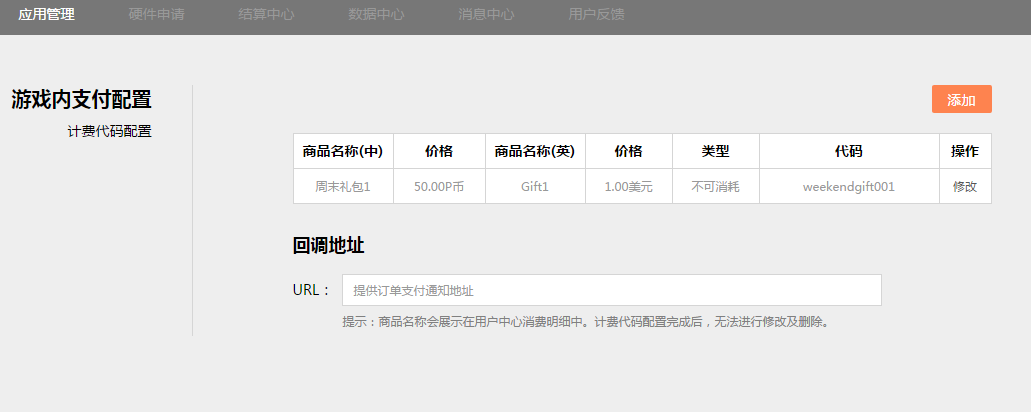 应用管理 硬件申请 结算中心 数据中心 消息中心 用户反馈
游戏内支付配置
计费代码配置
添加
商品名称(中) 价格 商品名称(英) 价格 类型 代码 操作
周末礼包1 50.00P币 Gift1 1.00美元 不可消耗 weekendgift001 修改
回调地址
URL： 提供订单支付通知地址
提示：商品名称会展示在用户中心消费明细中。计费代码配置完成后，无法进行修改及删除。